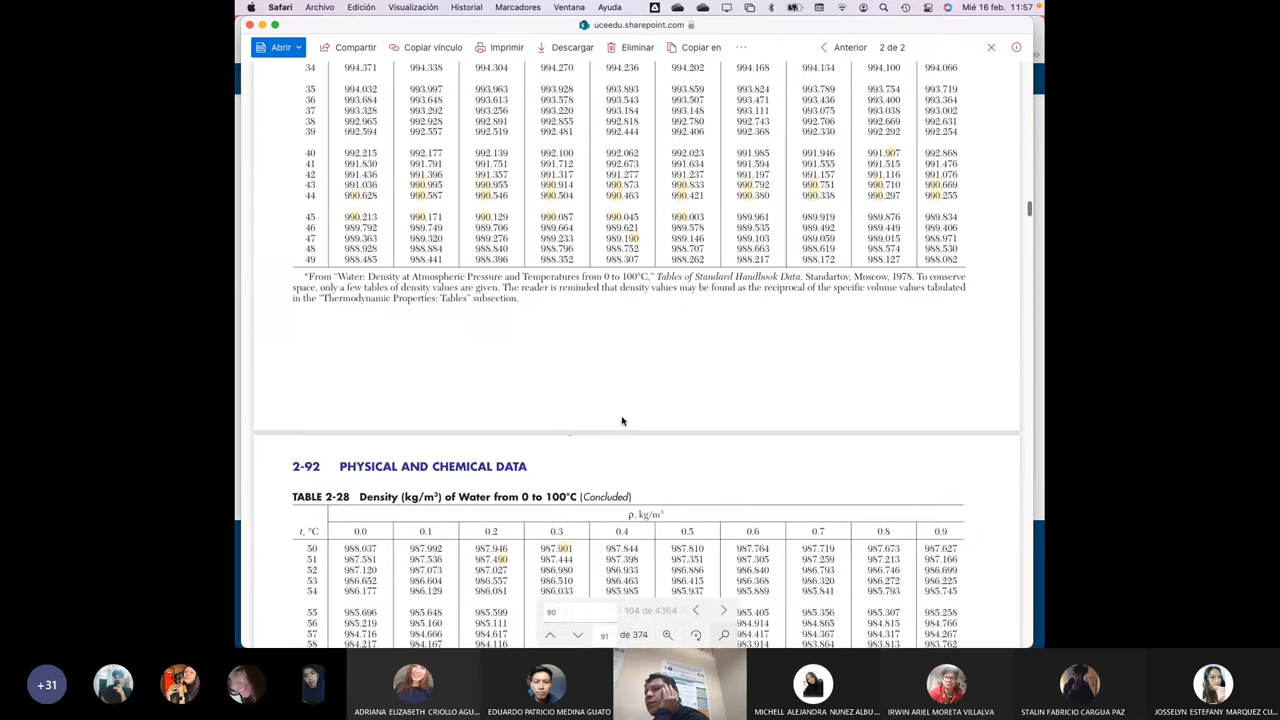 Safari Archivo Edición Visualización Historial Marcadores Ventana Ayuda Mié 16 feb. 11:57
uceedu.sharepoint.com
Abrir Compartir Copiar vínculo Imprimir Descargar Eliminar Copiar en ··· Anterior 2 de 2
34 994.371 994.338 994.304 994.270 994.236 994.202 994.168 994.134 994.100 994.066
35 994.032 993.997 993.963 993.928 993.893 993.859 993.824 993.789 993.754 993.719
36 993.684 993.648 993.613 993.578 993.543 993.507 993.471 993.436 993.400 993.364
37 993.328 993.292 993.256 993.220 993.184 993.148 993.111 993.075 993.038 993.002
38 992.965 992.928 992.891 992.855 992.818 992.780 992.743 992.706 992.669 992.631
39 992.594 992.557 992.519 992.481 992.444 992.406 992.368 992.330 992.292 992.254
40 992.215 992.177 992.139 992.100 992.062 992.023 991.985 991.946 991.907 992.868
41 991.830 991.791 991.751 991.712 992.673 991.634 991.594 991.555 991.515 991.476
42 991.436 991.396 991.357 991.317 991.277 991.237 991.197 991.157 991.116 991.076
43 991.036 990.995 990.955 990.914 990.873 990.833 990.792 990.751 990.710 990.669
44 990.628 990.587 990.546 990.504 990.463 990.421 990.380 990.338 990.297 990.255
45 990.213 990.171 990.129 990.087 990.045 990.003 989.961 989.919 989.876 989.834
46 989.792 989.749 989.706 989.664 989.621 989.578 989.535 989.492 989.449 989.406
47 989.363 989.320 989.276 989.233 989.190 989.146 989.103 989.059 989.015 988.971
48 988.928 988.884 988.840 988.796 988.752 988.707 988.663 988.619 988.574 988.530
49 988.485 988.441 988.396 988.352 988.307 988.262 988.217 988.172 988.127 988.082
*From “Water: Density at Atmospheric Pressure and Temperatures from 0 to 100°C,” Tables of Standard Handbook Data, Standartov, Moscow, 1978. To conserve
space, only a few tables of density values are given. The reader is reminded that density values may be found as the reciprocal of the specific volume values tabulated
in the “Thermodynamic Properties: Tables” subsection.
2-92 PHYSICAL AND CHEMICAL DATA
TABLE 2-28 Density (kg/m³) of Water from 0 to 100°C (Concluded)
ρ, kg/m³
t, °C 0.0 0.1 0.2 0.3 0.4 0.5 0.6 0.7 0.8 0.9
50 988.037 987.992 987.946 987.901 987.844 987.810 987.764 987.719 987.673 987.627
51 987.581 987.536 987.490 987.444 987.398 987.351 987.305 987.259 987.213 987.166
52 987.120 987.073 987.027 986.980 986.933 986.886 986.840 986.793 986.746 986.699
53 986.652 986.604 986.557 986.510 986.463 986.415 986.368 986.320 986.272 986.225
54 986.177 986.129 986.081 986.033 985.985 985.937 985.889 985.841 985.793 985.745
55 985.696 985.648 985.599 985.405 985.356 985.307 985.258
56 985.219 985.160 985.111 984.914 984.865 984.815 984.766
57 984.716 984.666 984.617 984.417 984.367 984.317 984.267
58 984.217 984.167 984.116 983.914 983.864 983.813 983.762
90 104 de 4364
91 de 374
+31
ADRIANA ELIZABETH CRIOLLO AGU... EDUARDO PATRICIO MEDINA GUATO MICHELL ALEJANDRA NUNEZ ALBU... IRWIN ARIEL MORETA VILLALVA STALIN FABRICIO CARGUA PAZ JOSSELYN ESTEFANY MARQUEZ CU...